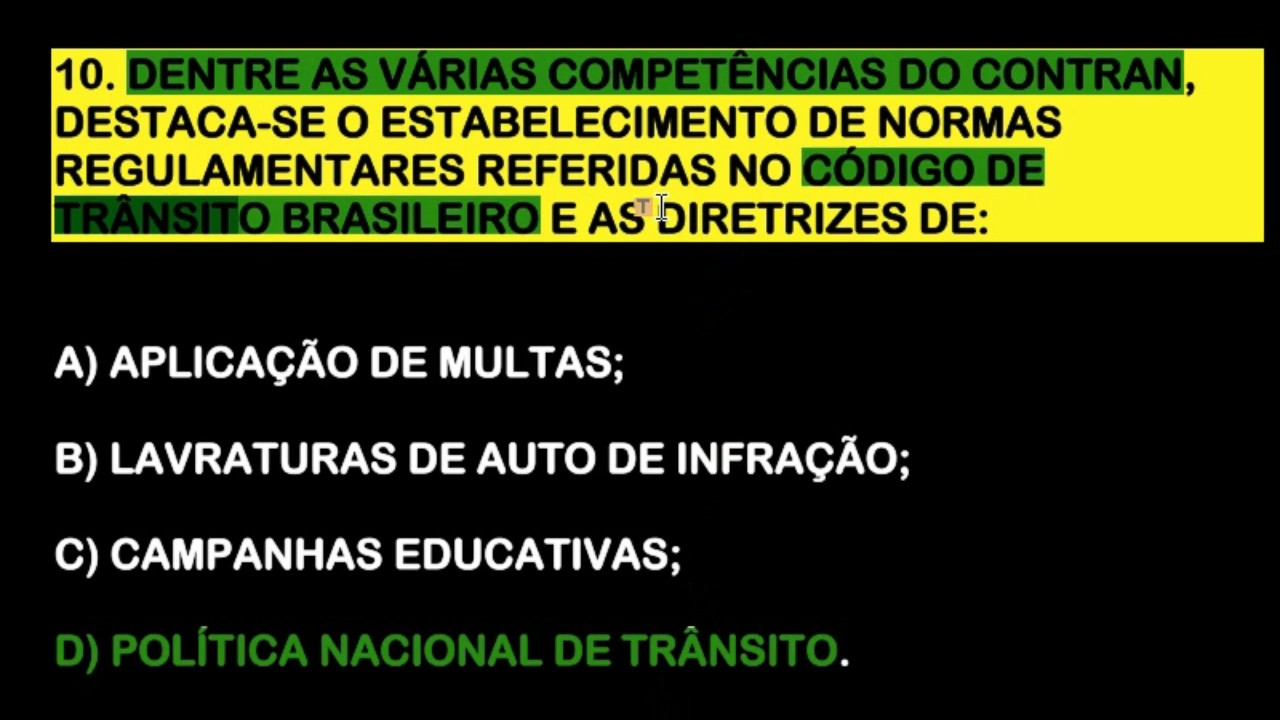 10. DENTRE AS VÁRIAS COMPETÊNCIAS DO CONTRAN,
DESTACA-SE O ESTABELECIMENTO DE NORMAS
REGULAMENTARES REFERIDAS NO CÓDIGO DE
TRÂNSITO BRASILEIRO E AS DIRETRIZES DE:
A) APLICAÇÃO DE MULTAS;
B) LAVRATURAS DE AUTO DE INFRAÇÃO;
C) CAMPANHAS EDUCATIVAS;
D) POLÍTICA NACIONAL DE TRÂNSITO.